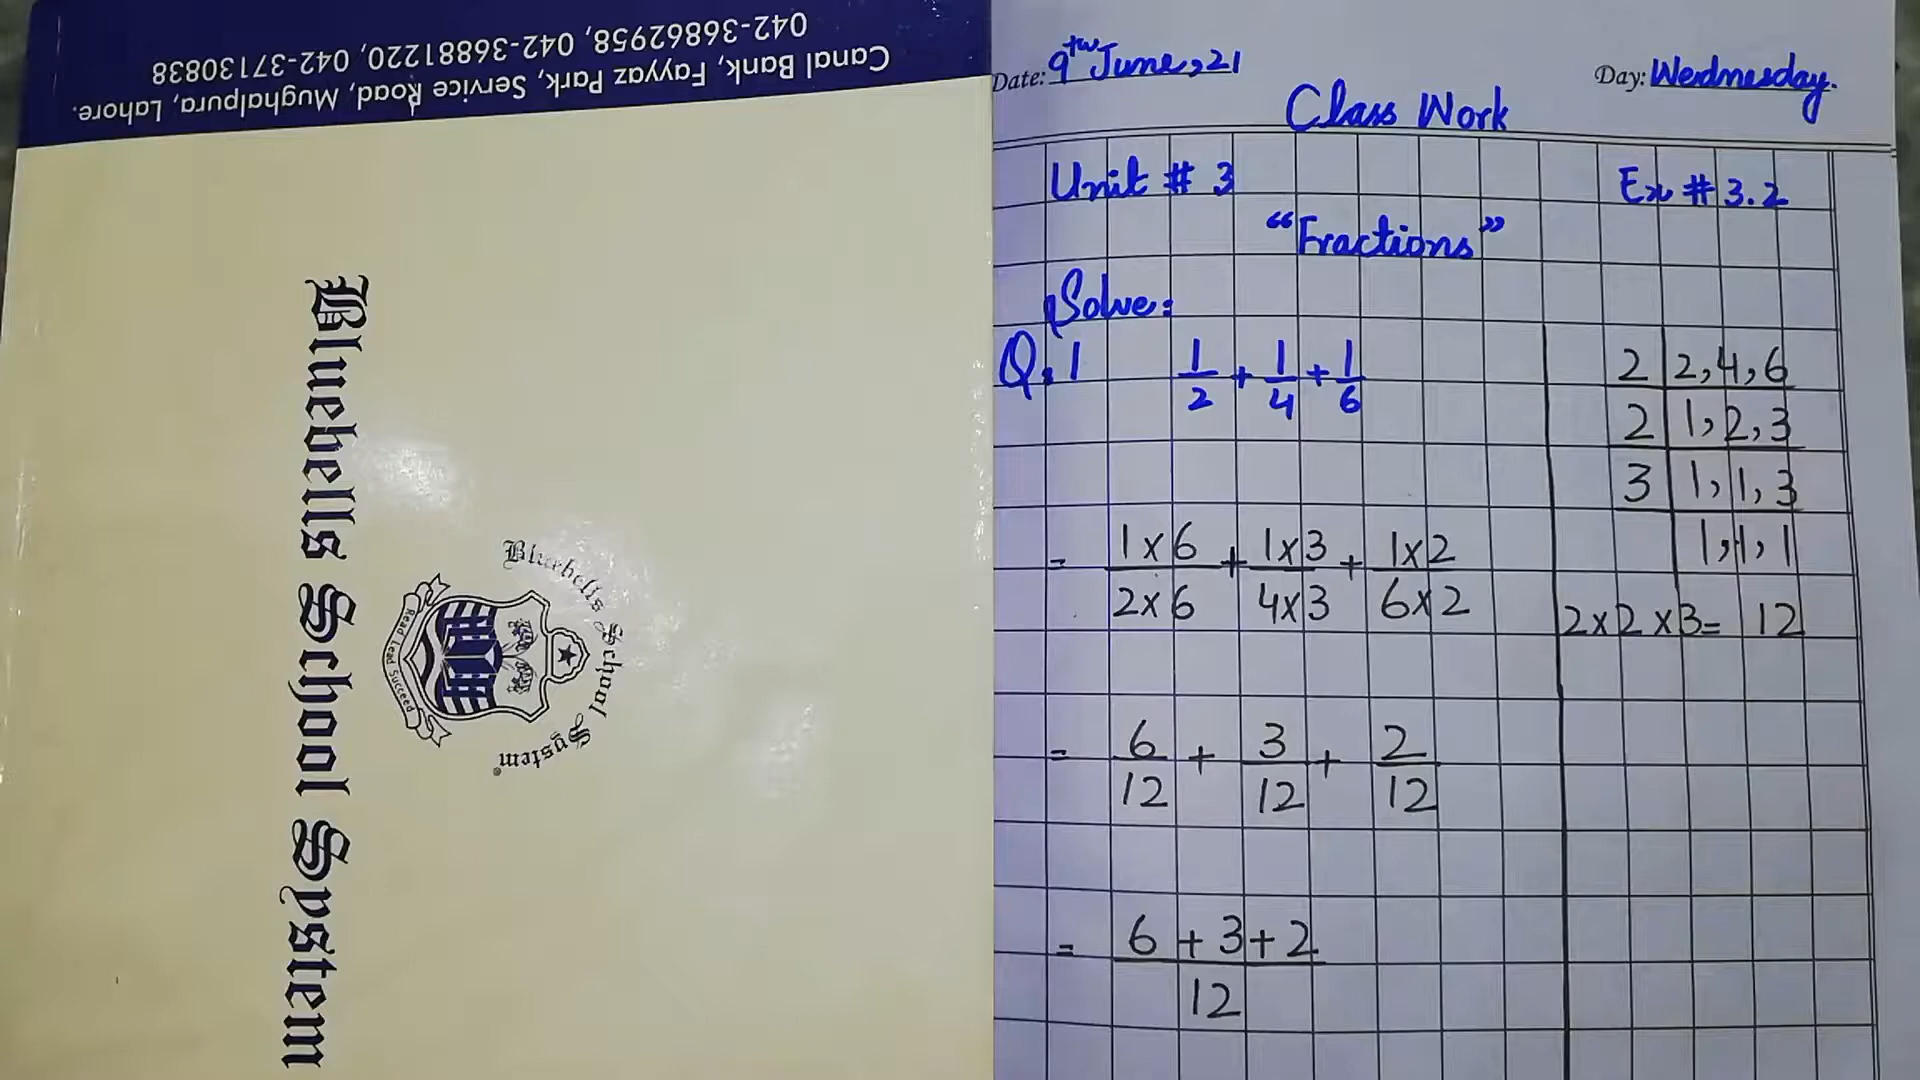 Canal Bank, Fayyaz Park, Service Road, Mughalpura, Lahore.
042-36862958, 042-36881220, 042-37130838
Bluebells School System
Bluebells School System®
Read Lead Succeed
Date: 9th June, 21
Day: Wednesday.
Class Work
Unit # 3
Ex # 3.2
"Fractions"
Solve:
Q.1 1/2 + 1/4 + 1/6
= 1x6/2x6 + 1x3/4x3 + 1x2/6x2
= 6/12 + 3/12 + 2/12
= 6 + 3 + 2/12
2 | 2,4,6
2 | 1,2,3
3 | 1,1,3
1,1,1
2x2x3= 12